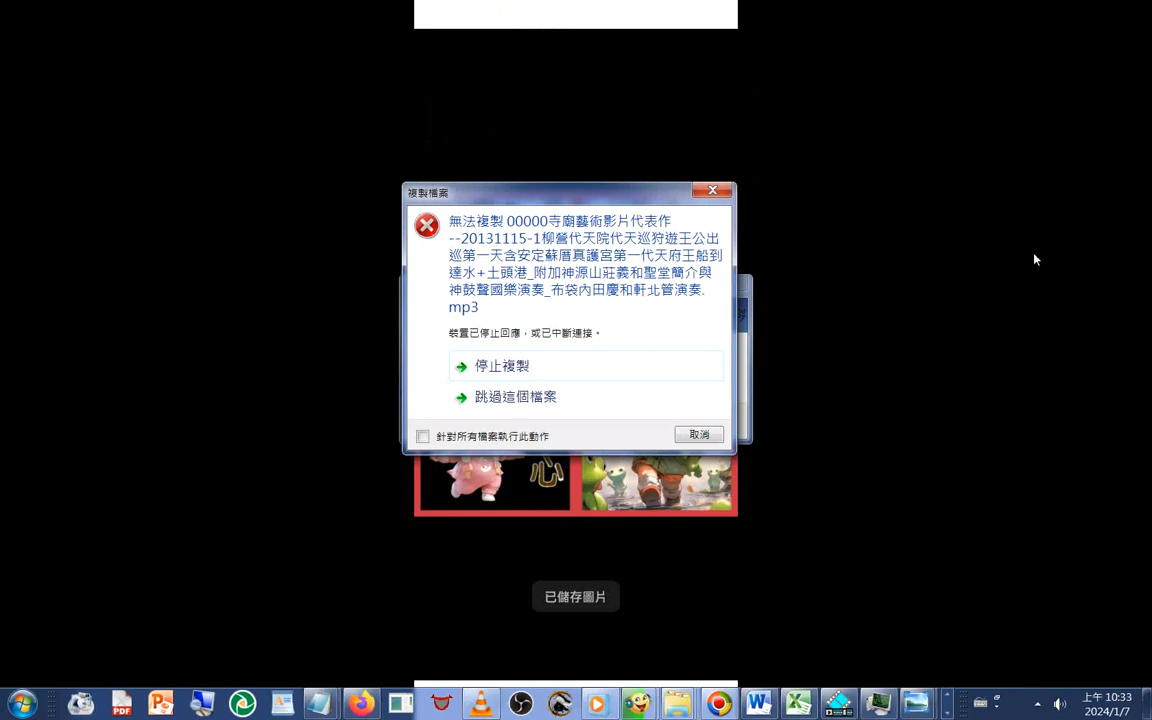 複製檔案
無法複製 00000寺廟藝術影片代表作
--20131115-1柳營代天院代天巡狩遊王公出
巡第一天含安定蘇厝真護宮第一代天府王船到
達水+土頭港_附加神源山莊義和聖堂簡介與
神鼓聲國樂演奏_布袋內田慶和軒北管演奏.
mp3
裝置已停止回應，或已中斷連接。
停止複製
跳過這個檔案
針對所有檔案執行此動作
取消
心
已儲存圖片
PDF
上午 10:33
2024/1/7